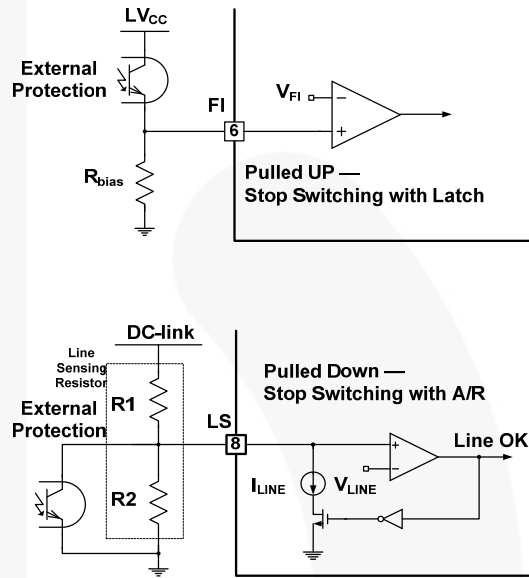 LVCC
External
Protection
FI
6
VFI
−
+
Rbias
Pulled UP —
Stop Switching with Latch
DC-link
Line
Sensing
Resistor
External
Protection
R1
R2
LS
8
Pulled Down —
Stop Switching with A/R
+
−
Line OK
ILINE
VLINE